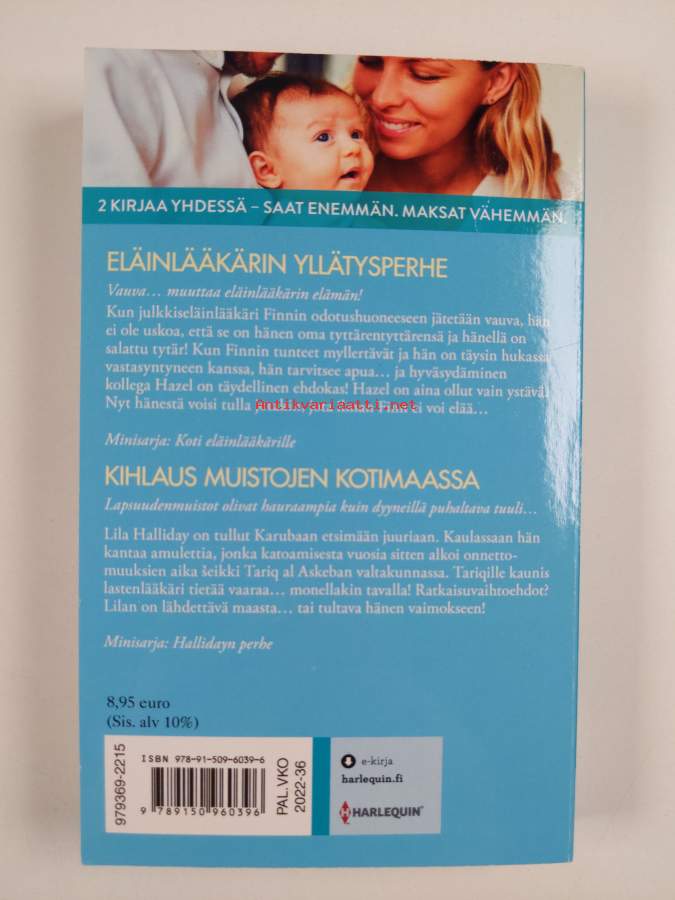 2 KIRJAA YHDESSÄ – SAAT ENEMMÄN. MAKSAT VÄHEMMÄN.
ELÄINLÄÄKÄRIN YLLÄTYSPERHE
Vauva… muuttaa eläinlääkärin elämän!
Kun julkkiseläinlääkäri Finnin odotushuoneeseen jätetään vauva, hän
ei ole uskoa, että se on hänen oma tyttärentyttärensä ja hänellä on
salattu tytär! Kun Finnin tunteet myllertävät ja hän on täysin hukassa
vastasyntyneen kanssa, hän tarvitsee apua… ja hyväsydäminen
kollega Hazel on täydellinen ehdokas! Hazel on aina ollut vain ystävä.
Nyt hänestä voisi tulla
Antikvariaatti.net
voi elää…
Minisarja: Koti eläinlääkärille
KIHLAUS MUISTOJEN KOTIMAASSA
Lapsuudenmuistot olivat hauraampia kuin dyyneillä puhaltava tuuli…
Lila Halliday on tullut Karubaan etsimään juuriaan. Kaulassaan hän
kantaa amulettia, jonka katoamisesta vuosia sitten alkoi onnetto-
muuksien aika šeikki Tariq al Askeban valtakunnassa. Tariqille kaunis
lastenlääkäri tietää vaaraa… monellakin tavalla! Ratkaisuvaihtoehdot?
Lilan on lähdettävä maasta… tai tultava hänen vaimokseen!
Minisarja: Hallidayn perhe
8,95 euro
(Sis. alv 10%)
979369-2215
ISBN 978-91-509-6039-6
9 789150 960396
PAL.VKO
2022-36
e-kirja
harlequin.fi
HARLEQUIN